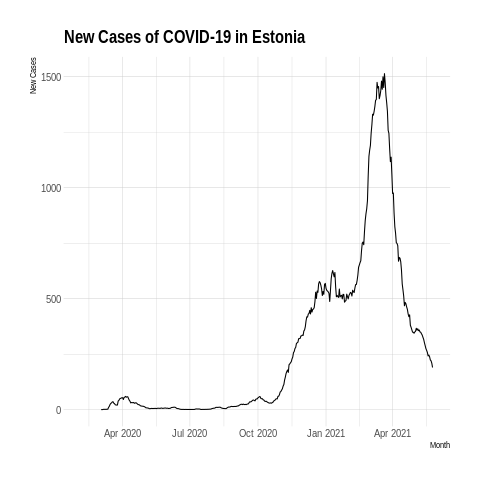 New Cases of COVID-19 in Estonia
New Cases
1500
1000
500
0
Apr 2020
Jul 2020
Oct 2020
Jan 2021
Apr 2021
Month